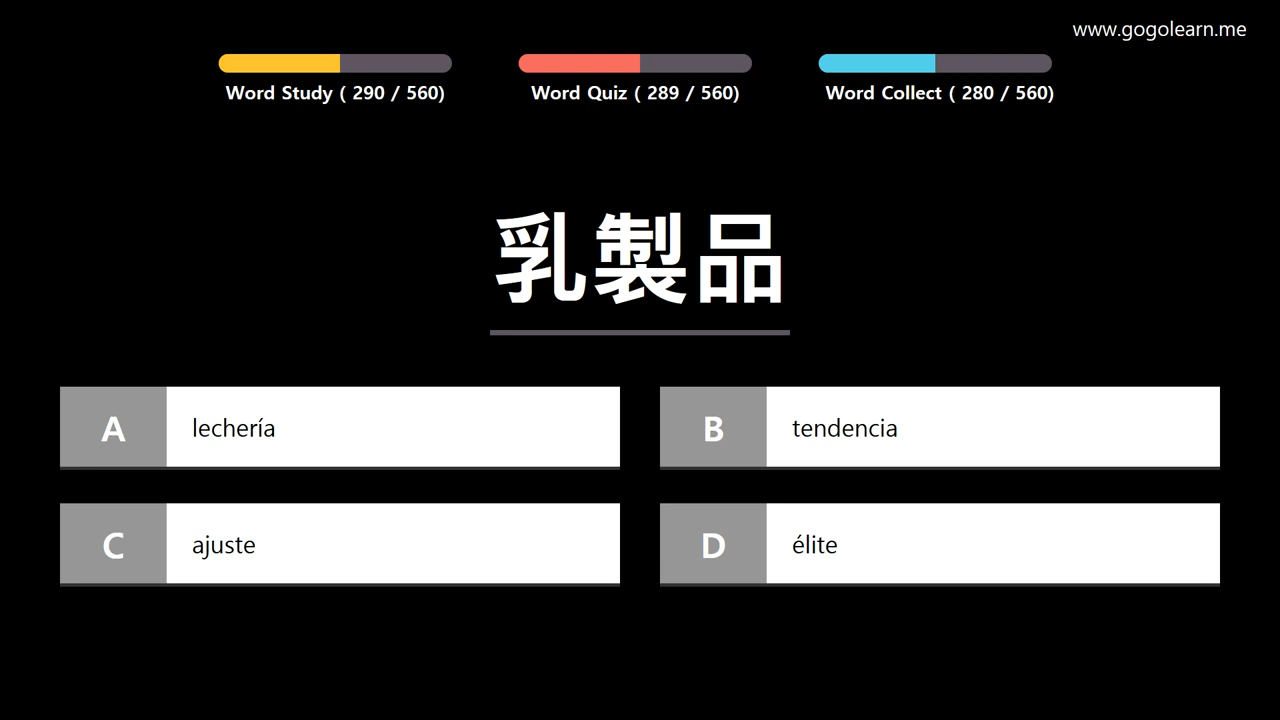 www.gogolearn.me
Word Study ( 290 / 560)
Word Quiz ( 289 / 560)
Word Collect ( 280 / 560)
乳製品
A lechería
B tendencia
C ajuste
D élite